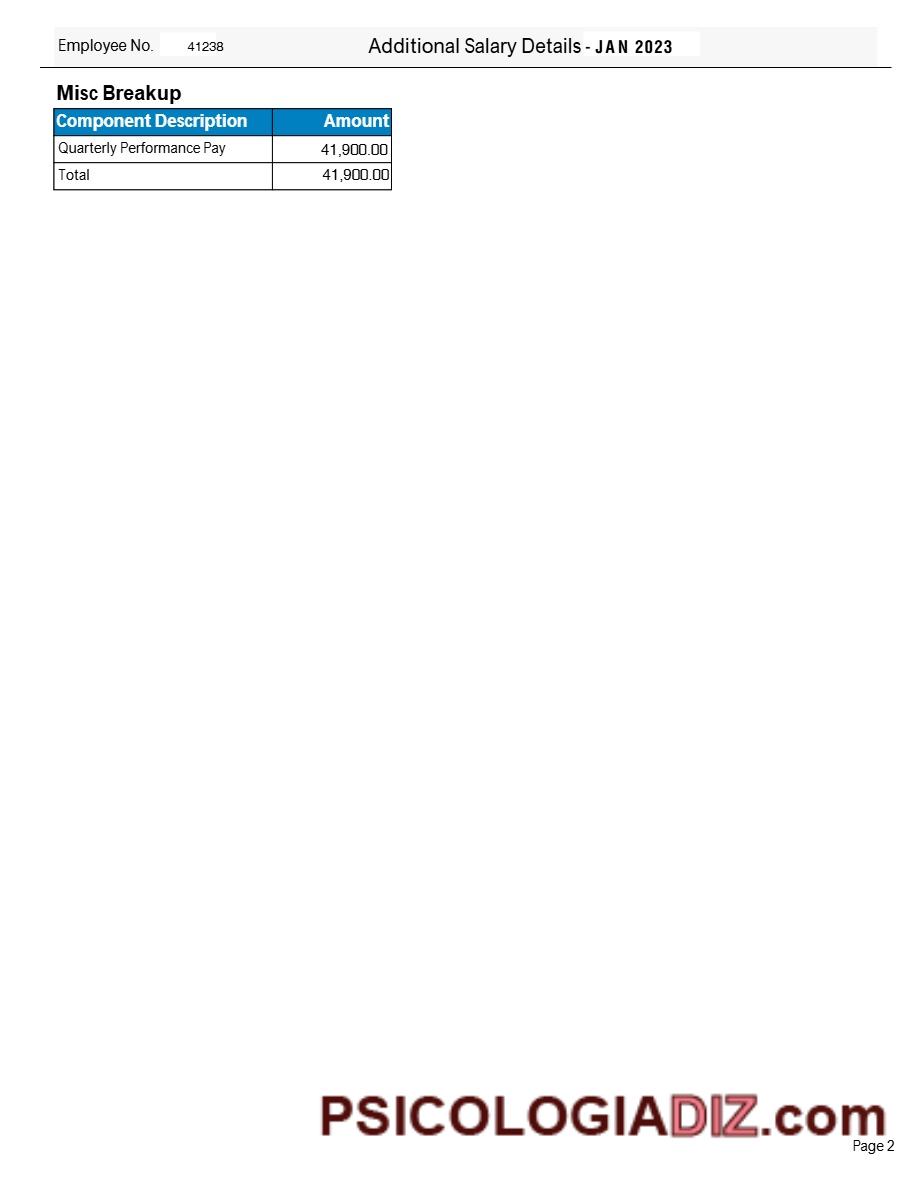 Employee No. 41238 Additional Salary Details - JAN 2023
Misc Breakup
Component Description Amount
Quarterly Performance Pay 41,900.00
Total 41,900.00
PSICOLOGIADIZ.com
Page 2